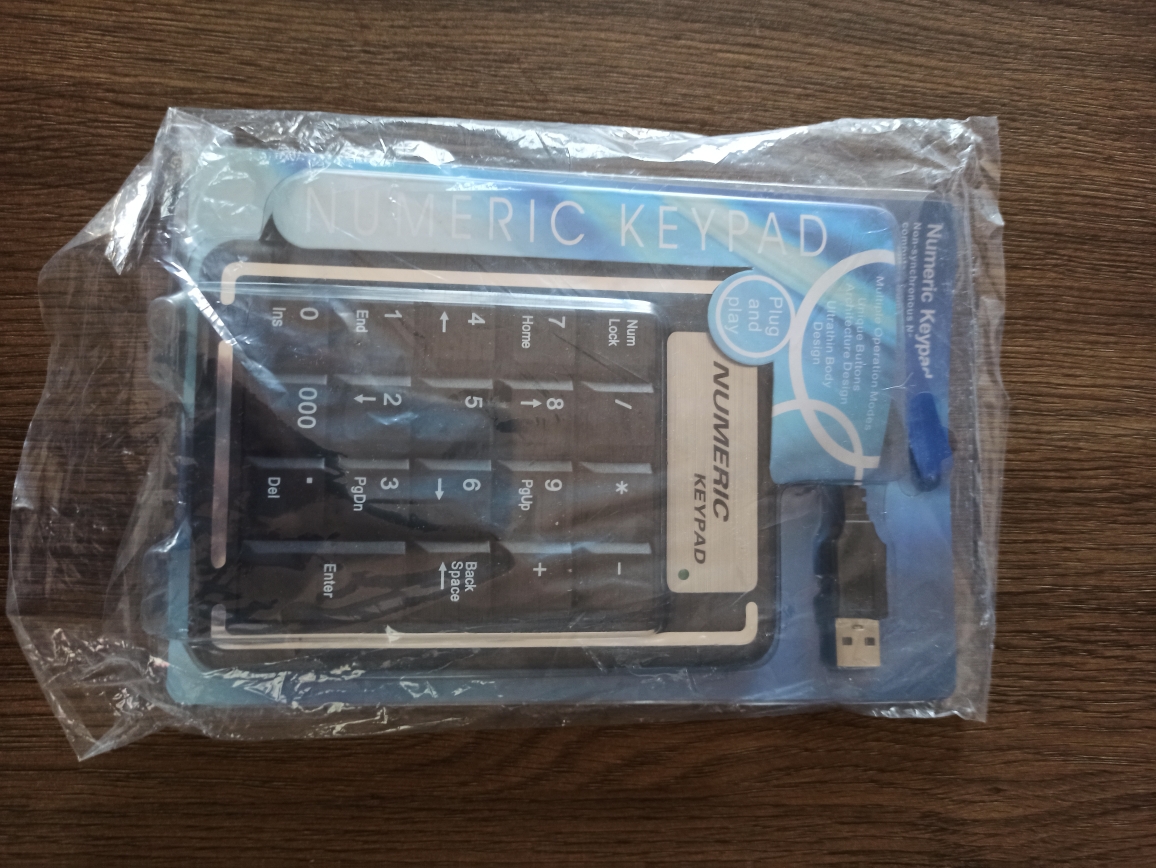 NUMERIC KEYPAD
Numeric Keypad
Non-synchronous N
Multiple Operation Modes
Unique Buttons
Architecture Design
Ultrathin Body
Design
Plug
and
play
NUMERIC
KEYPAD
Num
Lock
/
*
-
7
Home
8
↑
9
PgUp
+
4
←
5
6
→
Back
Space
←
1
End
2
↓
3
PgDn
Enter
0
Ins
000
.
Del